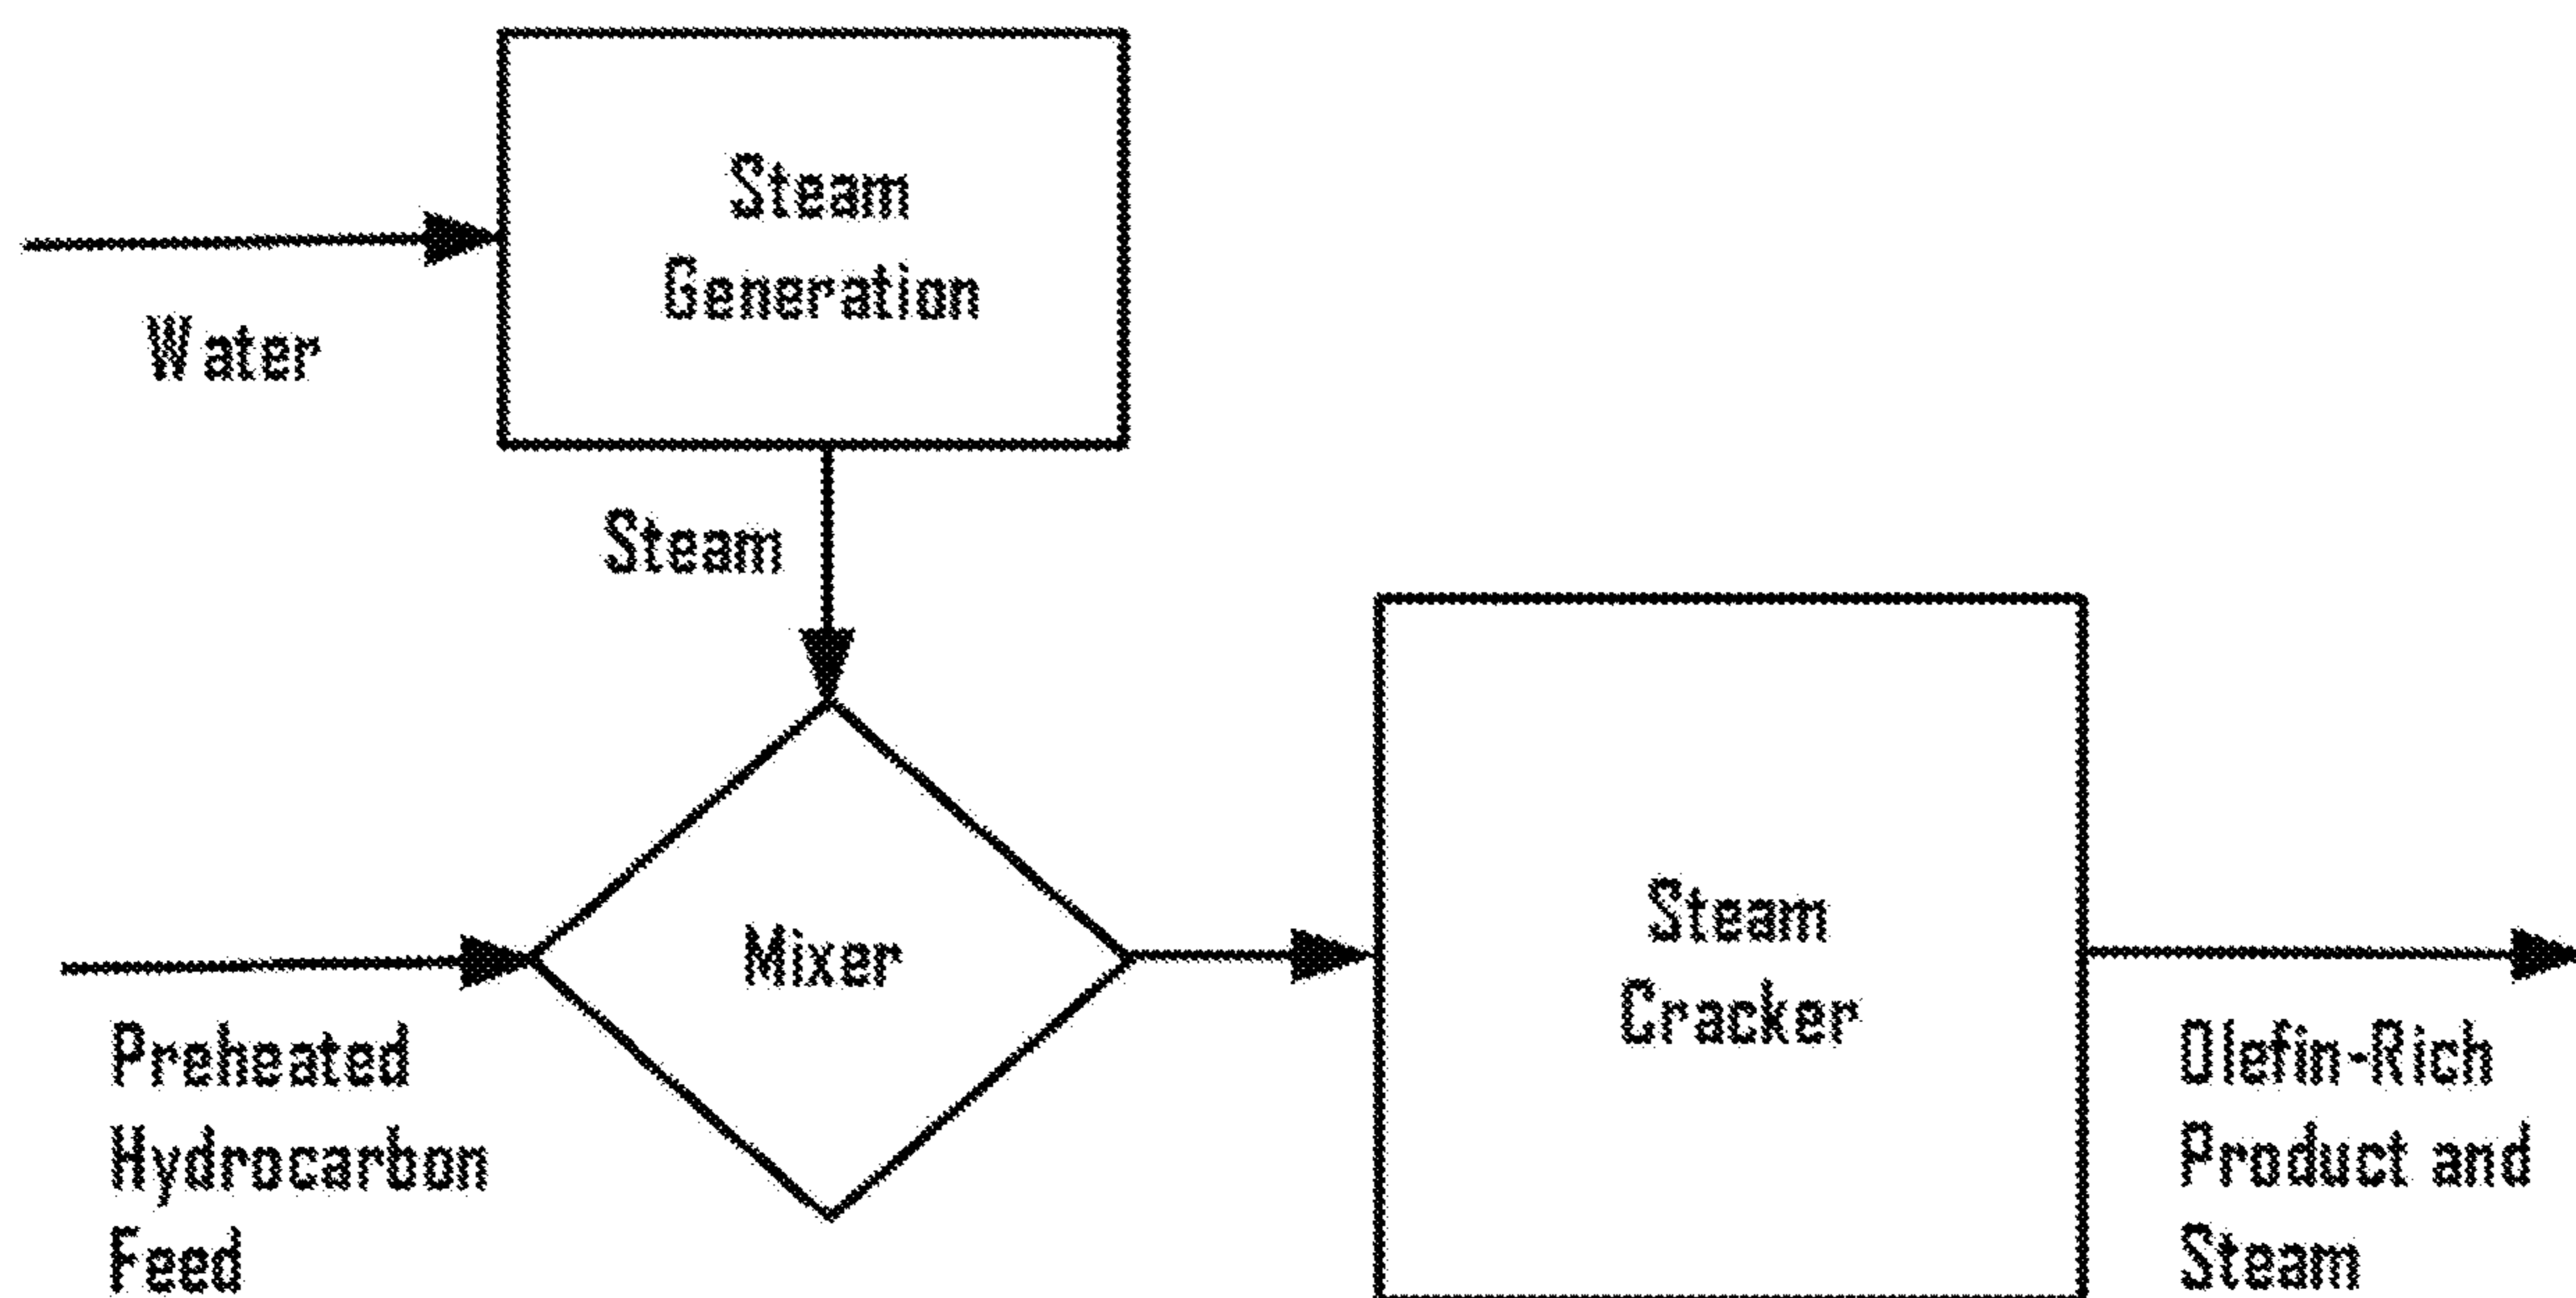 Steam
Generation
Water
Steam
Mixer
Steam
Cracker
Preheated
Hydrocarbon
Feed
Olefin-Rich
Product and
Steam